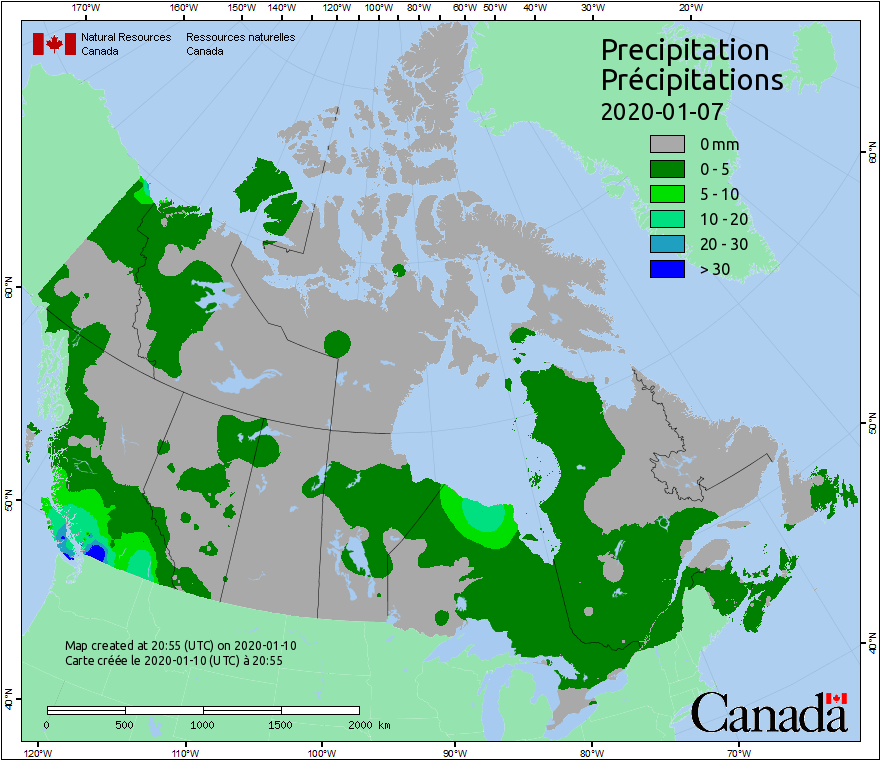 170°W 160°W 150°W 140°W 130°W 120°W 110°W 100°W 90°W 80°W 60°W 50°W 40°W 30°W 20°W
Natural Resources Ressources naturelles
Canada Canada
Precipitation
Précipitations
2020-01-07
0 mm
0 - 5
5 - 10
10 - 20
20 - 30
> 30
60°N 60°N
50°N 50°N
40°N 40°N
Map created at 20:55 (UTC) on 2020-01-10
Carte créée le 2020-01-10 (UTC) à 20:55
0 500 1000 1500 2000 km
Canada
120°W 110°W 100°W 90°W 80°W 70°W